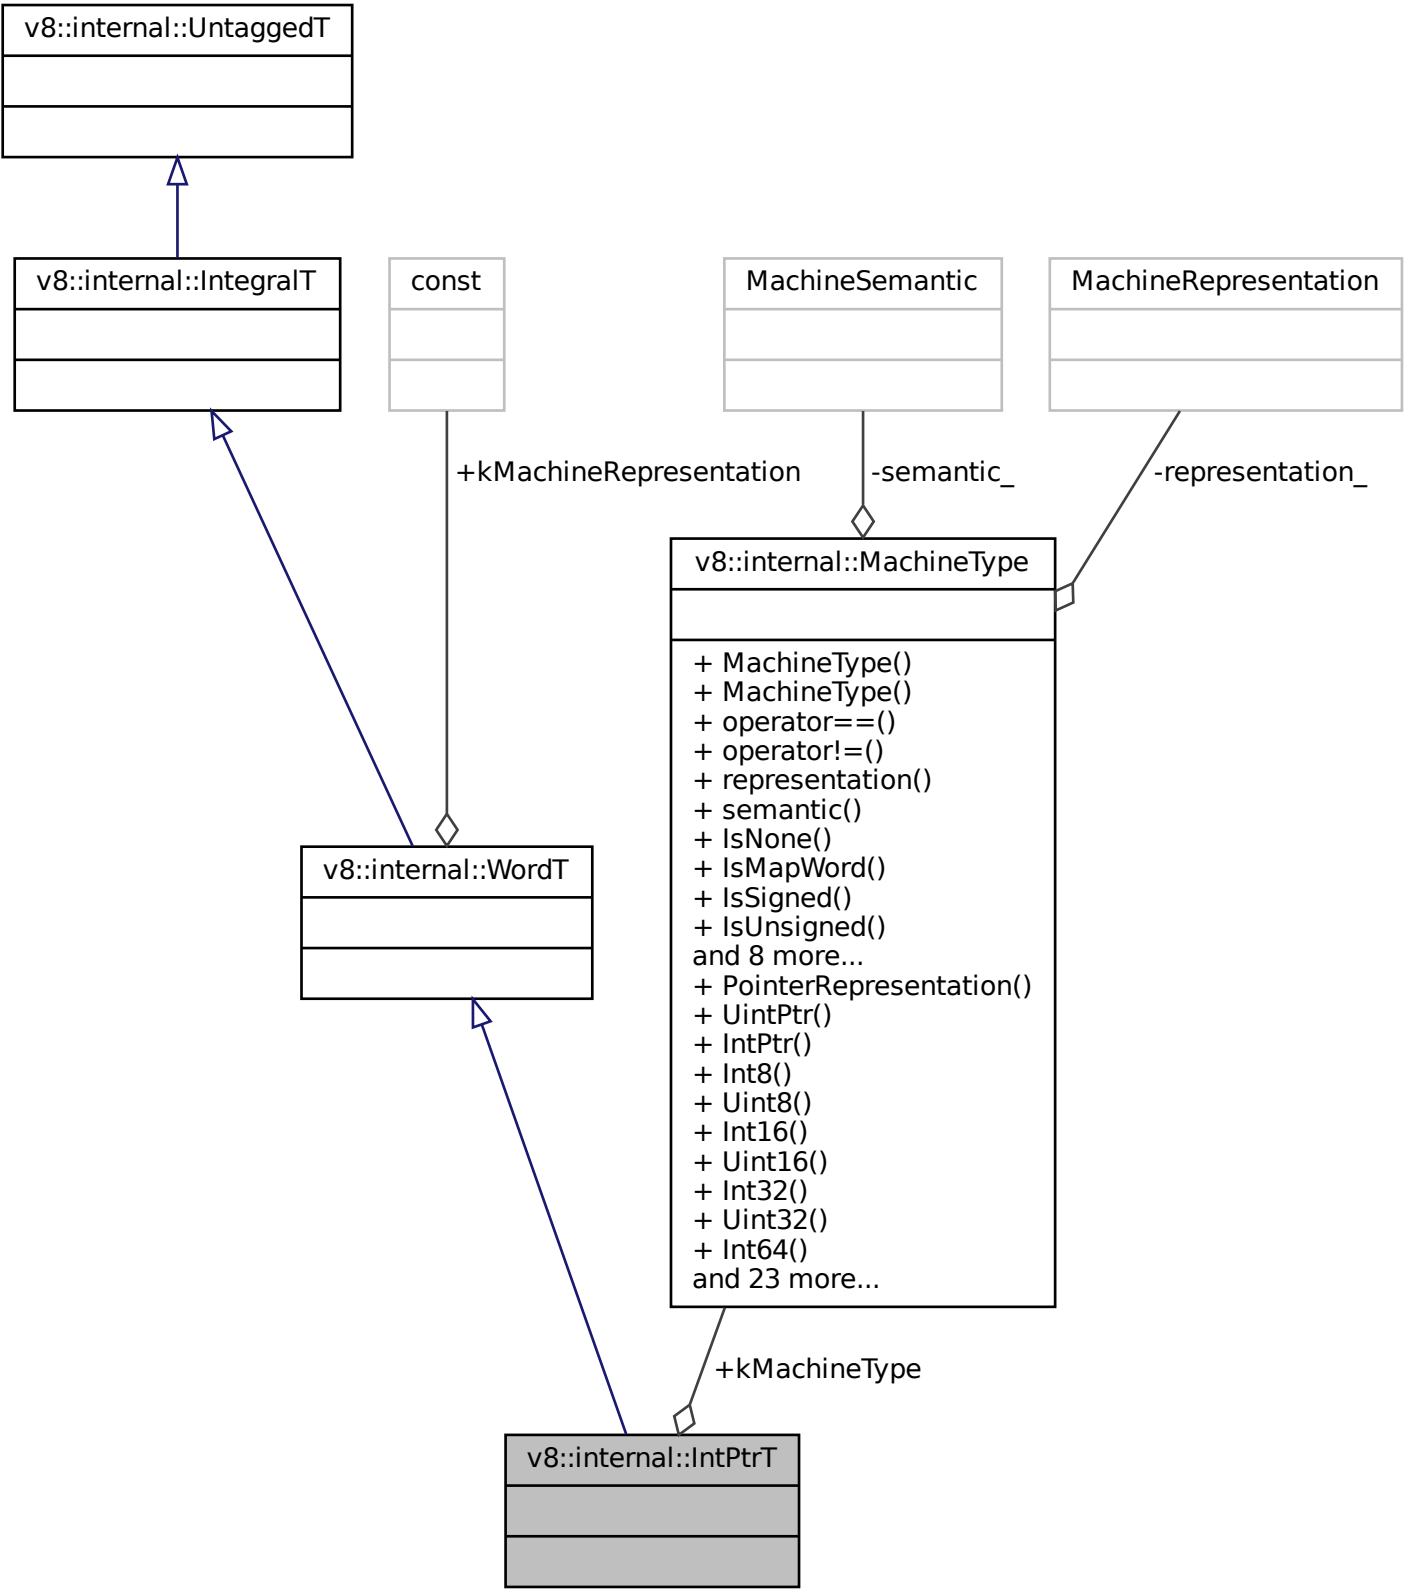 v8::internal::UntaggedT
v8::internal::IntegralT
const
MachineSemantic
MachineRepresentation
+kMachineRepresentation
-semantic_
-representation_
v8::internal::MachineType
+ MachineType()
+ MachineType()
+ operator==()
+ operator!=()
+ representation()
+ semantic()
+ IsNone()
+ IsMapWord()
+ IsSigned()
+ IsUnsigned()
and 8 more...
+ PointerRepresentation()
+ UintPtr()
+ IntPtr()
+ Int8()
+ Uint8()
+ Int16()
+ Uint16()
+ Int32()
+ Uint32()
+ Int64()
and 23 more...
v8::internal::WordT
+kMachineType
v8::internal::IntPtrT